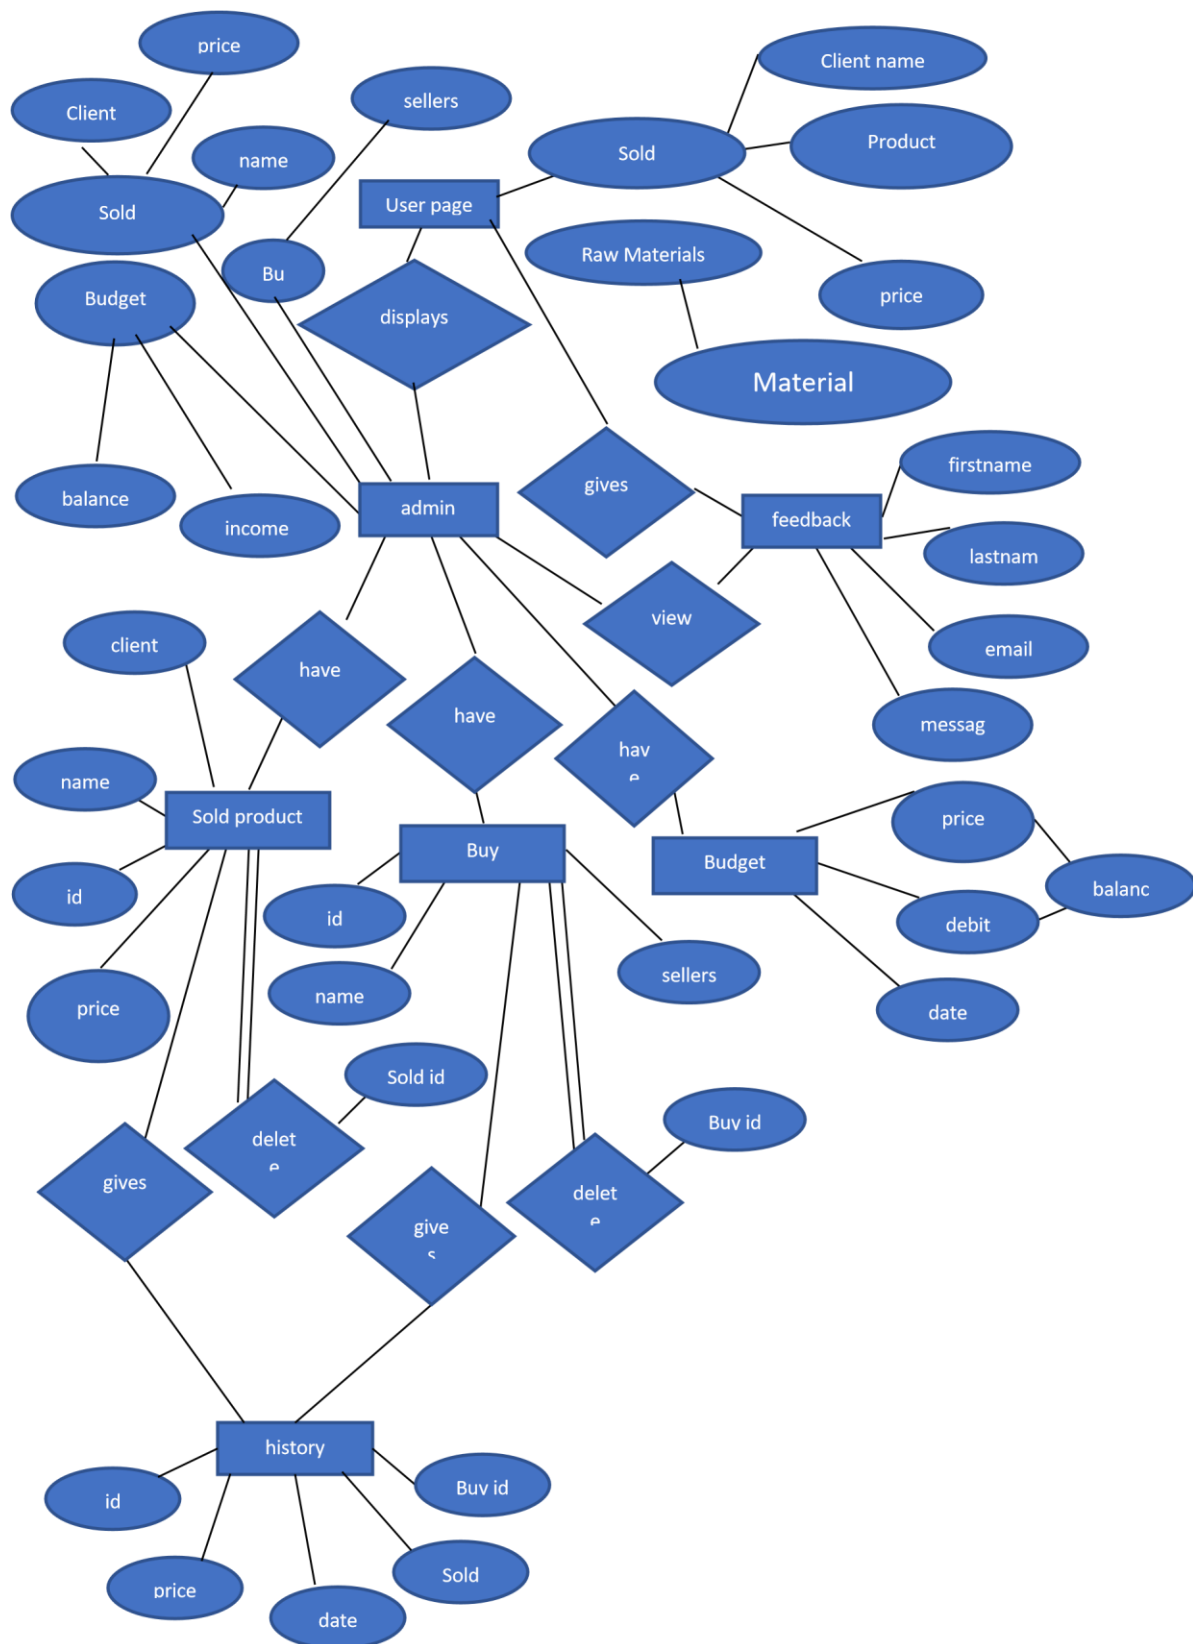 price
Client name
sellers
Client
Product
Sold
name
User page
Sold
Raw Materials
Bu
Budget
price
displays
Material
firstname
gives
balance
admin
feedback
income
lastnam
view
client
email
have
have
messag
hav
e
name
Sold product
price
Buy
Budget
balanc
id
id
debit
sellers
name
price
date
Sold id
Buy id
delet
e
gives
delet
e
give
s
history
Buy id
id
Sold
price
date